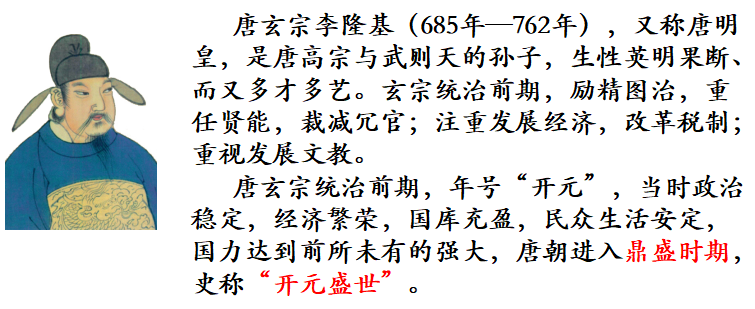 唐玄宗李隆基（685年—762年），又称唐明
皇，是唐高宗与武则天的孙子，生性英明果断、
而又多才多艺。玄宗统治前期，励精图治，重
任贤能，裁减冗官；注重发展经济，改革税制；
重视发展文教。
唐玄宗统治前期，年号“开元”，当时政治
稳定，经济繁荣，国库充盈，民众生活安定，
国力达到前所未有的强大，唐朝进入鼎盛时期，
史称“开元盛世”。